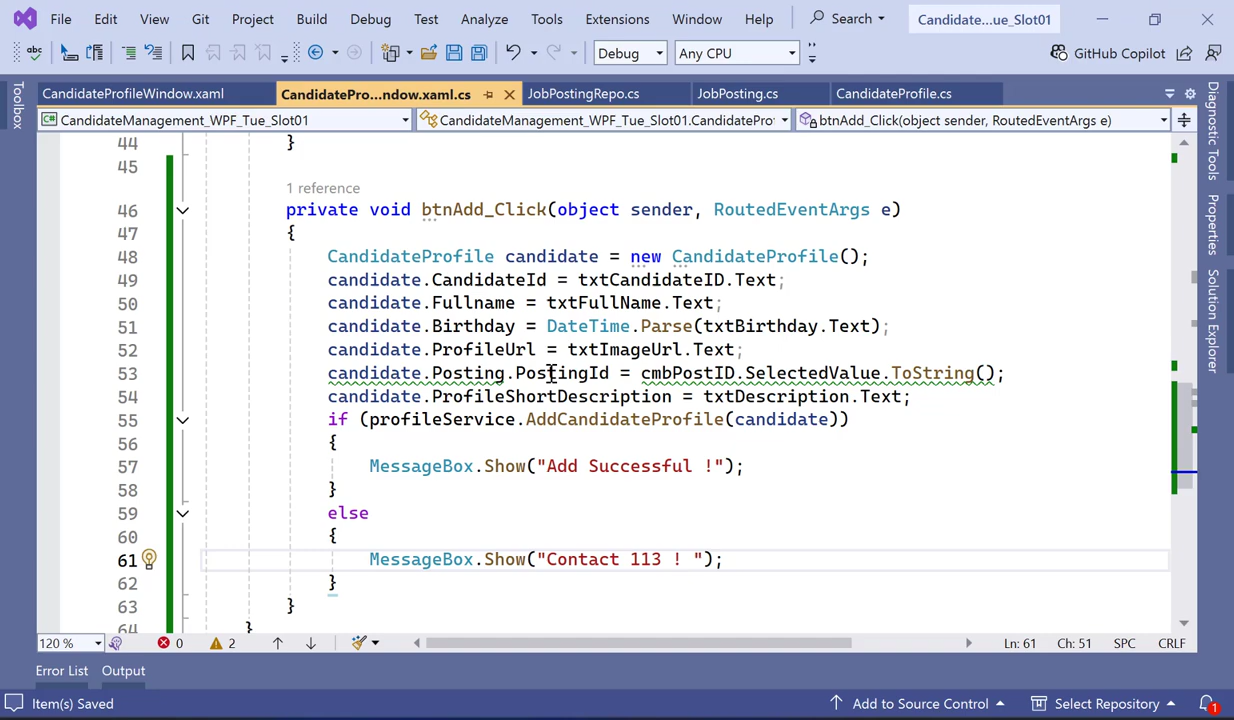 File Edit View Git Project Build Debug Test Analyze Tools Extensions Window Help Search Candidate...ue_Slot01
abc Debug Any CPU GitHub Copilot
CandidateProfileWindow.xaml CandidatePro...ndow.xaml.cs JobPostingRepo.cs JobPosting.cs CandidateProfile.cs
C# CandidateManagement_WPF_Tue_Slot01 CandidateManagement_WPF_Tue_Slot01.CandidateProf btnAdd_Click(object sender, RoutedEventArgs e)
Toolbox
Diagnostic Tools
Properties
Solution Explorer
44 }
45
1 reference
46 private void btnAdd_Click(object sender, RoutedEventArgs e)
47 {
48 CandidateProfile candidate = new CandidateProfile();
49 candidate.CandidateId = txtCandidateID.Text;
50 candidate.Fullname = txtFullName.Text;
51 candidate.Birthday = DateTime.Parse(txtBirthday.Text);
52 candidate.ProfileUrl = txtImageUrl.Text;
53 candidate.Posting.PostingId = cmbPostID.SelectedValue.ToString();
54 candidate.ProfileShortDescription = txtDescription.Text;
55 if (profileService.AddCandidateProfile(candidate))
56 {
57 MessageBox.Show("Add Successful !");
58 }
59 else
60 {
61 MessageBox.Show("Contact 113 ! ");
62 }
63 }
64 }
120 % 0 2 Ln: 61 Ch: 51 SPC CRLF
Error List Output
Item(s) Saved Add to Source Control Select Repository 1